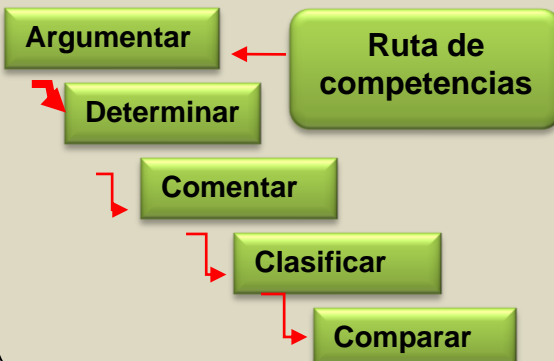 Argumentar
Ruta de
competencias
Determinar
Comentar
Clasificar
Comparar